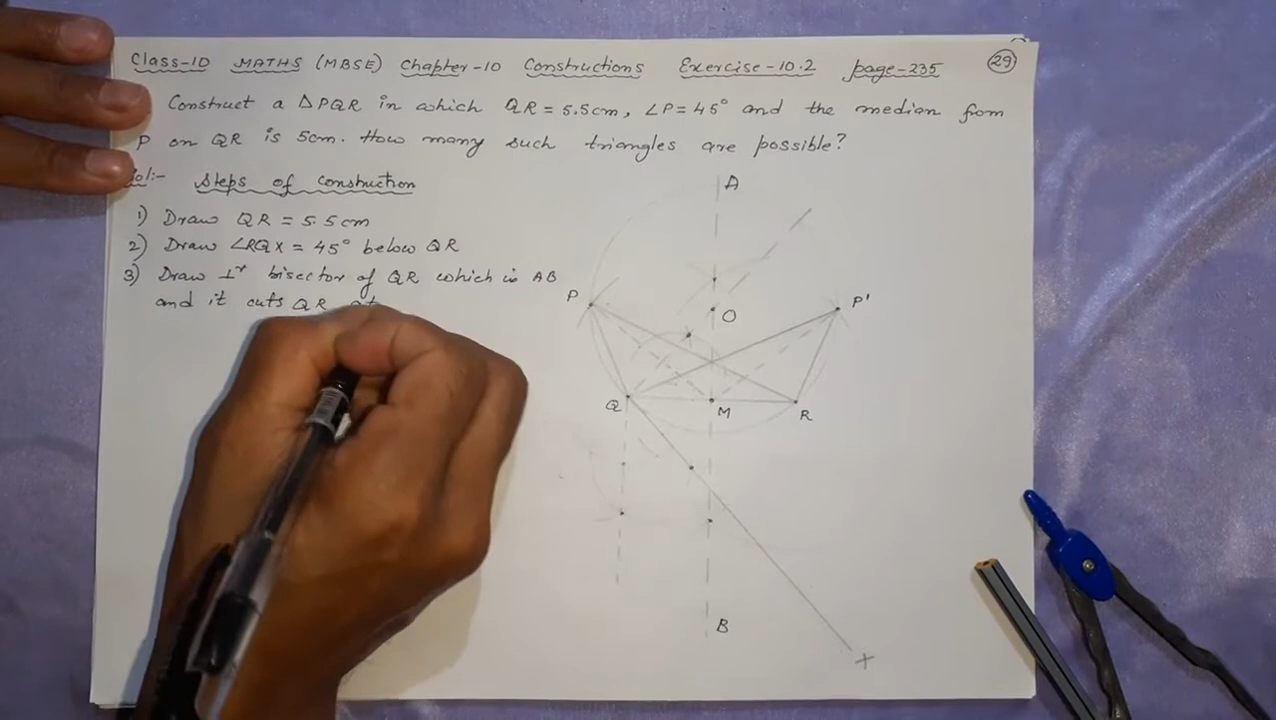 Class-10 MATHS (MBSE) Chapter-10 Constructions Exercise-10.2 page-235
29
Construct a △PQR in which QR = 5.5cm, ∠P = 45° and the median from
P on QR is 5cm. How many such triangles are possible?
Sol:- Steps of construction
1) Draw QR = 5.5cm
2) Draw ∠RQX = 45° below QR
3) Draw ⊥r bisector of QR which is AB
and it cuts QR at
A
P
O
P'
Q
M
R
B
X